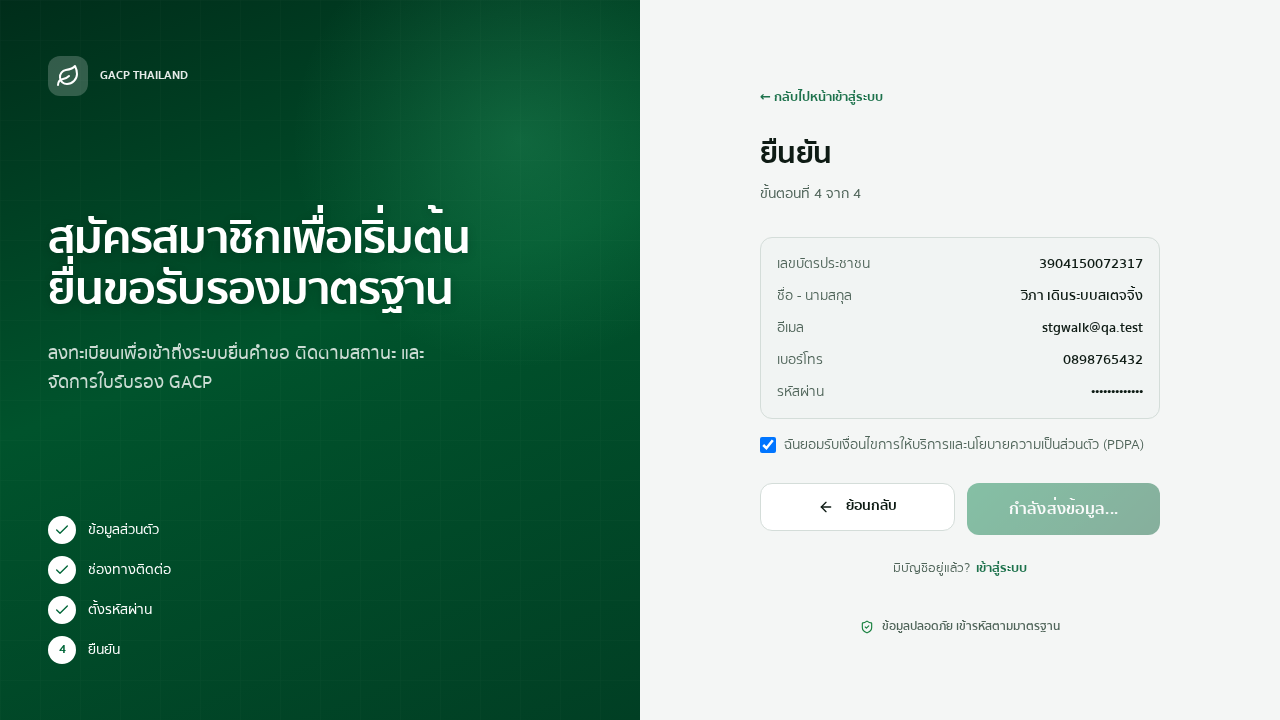 GACP THAILAND
สมัครสมาชิกเพื่อเริ่มต้น
ยื่นขอรับรองมาตรฐาน
ลงทะเบียนเพื่อเข้าถึงระบบยื่นคำขอ ติดตามสถานะ และ
จัดการใบรับรอง GACP
ข้อมูลส่วนตัว
ช่องทางติดต่อ
ตั้งรหัสผ่าน
4 ยืนยัน
← กลับไปหน้าเข้าสู่ระบบ
ยืนยัน
ขั้นตอนที่ 4 จาก 4
เลขบัตรประชาชน 3904150072317
ชื่อ - นามสกุล วิภา เดินระบบสเตจจิ้ง
อีเมล stgwalk@qa.test
เบอร์โทร 0898765432
รหัสผ่าน •••••••••••••
ฉันยอมรับเงื่อนไขการให้บริการและนโยบายความเป็นส่วนตัว (PDPA)
← ย้อนกลับ กำลังส่งข้อมูล...
มีบัญชีอยู่แล้ว? เข้าสู่ระบบ
ข้อมูลปลอดภัย เข้ารหัสตามมาตรฐาน